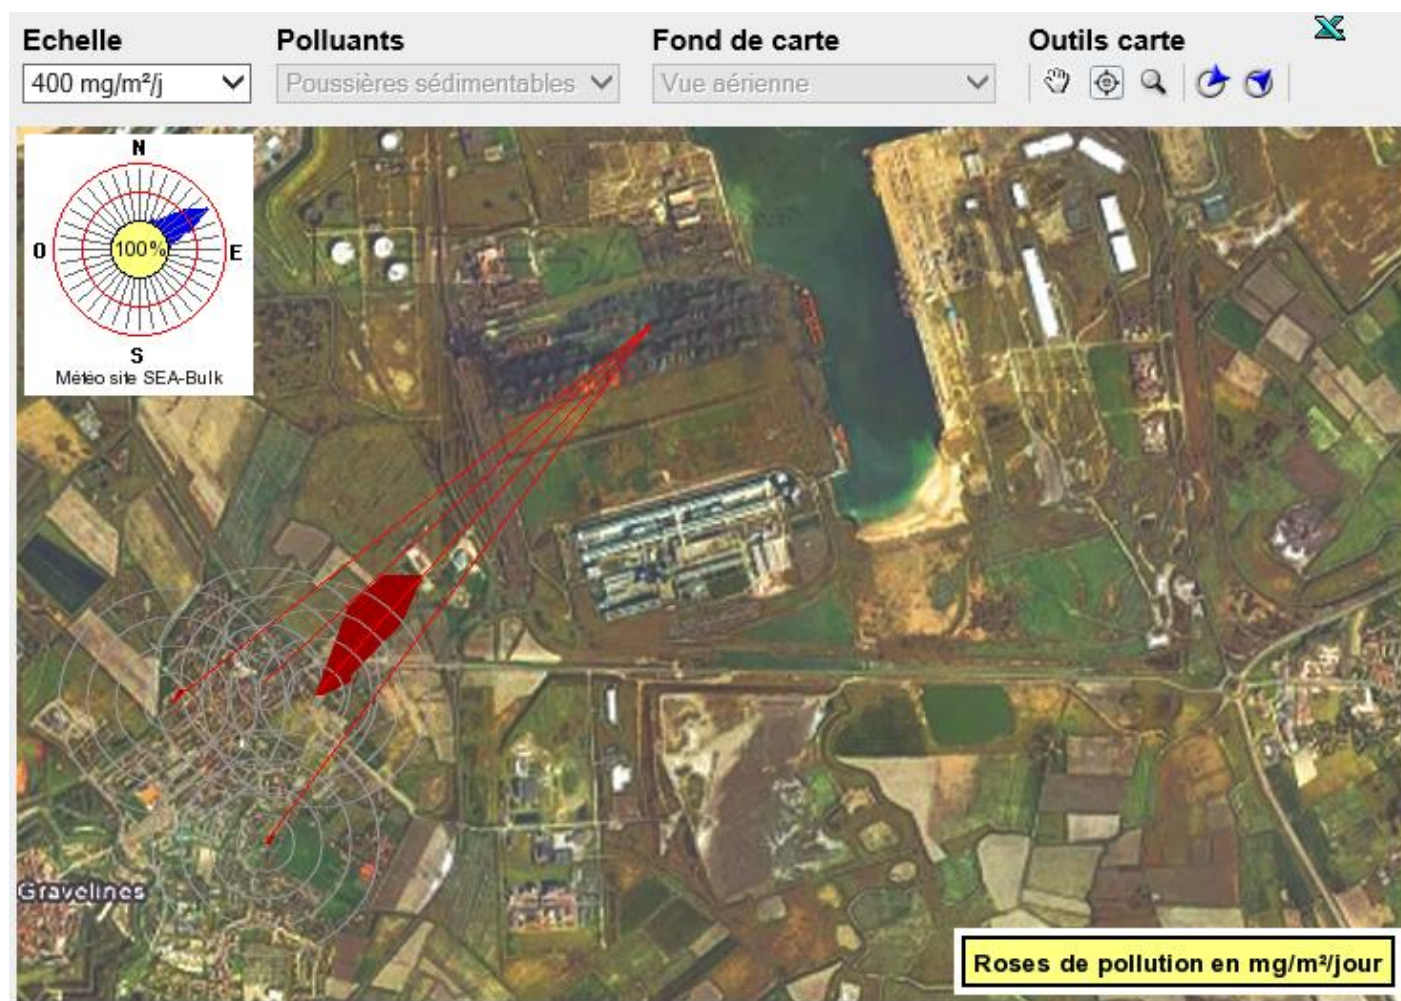 Echelle Polluants Fond de carte Outils carte
400 mg/m²/j Poussières sédimentables Vue aérienne
N
O 100% E
S
Météo site SEA-Bulk
Gravelines
Roses de pollution en mg/m²/jour